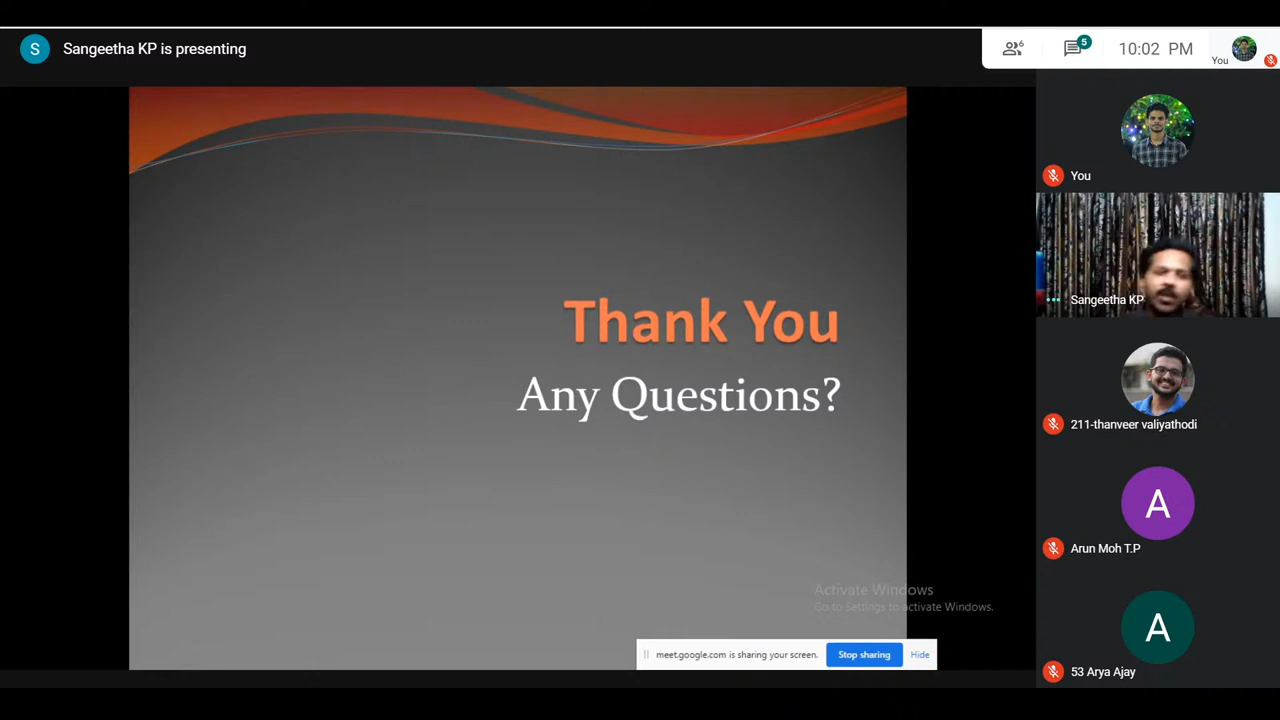 S
Sangeetha KP is presenting
6
5
10:02 PM
You
You
Sangeetha KP
211-thanveer valiyathodi
A
Arun Moh T.P
A
53 Arya Ajay
Thank You
Any Questions?
Activate Windows
Go to Settings to activate Windows.
meet.google.com is sharing your screen.
Stop sharing
Hide